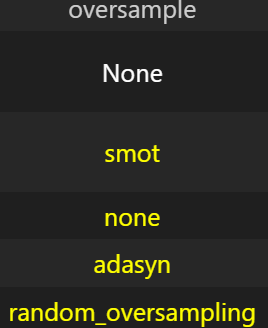 oversample
None
smot
none
adasyn
random_oversampling